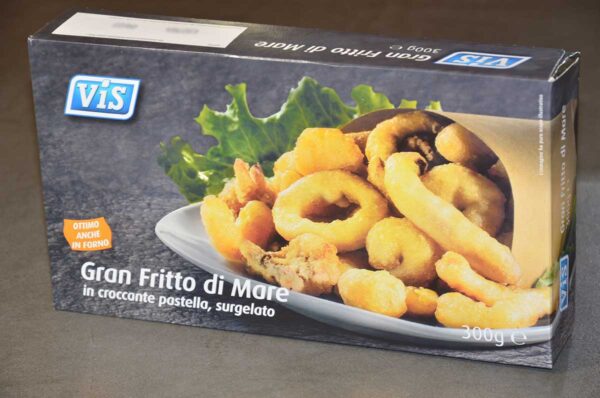 Gran Fritto di Mare
300g e
ViS
OTTIMO
ANCHE
IN FORNO
Gran Fritto di Mare
in croccante pastella, surgelato
300g e
Gran Fritto di Mare
ViS